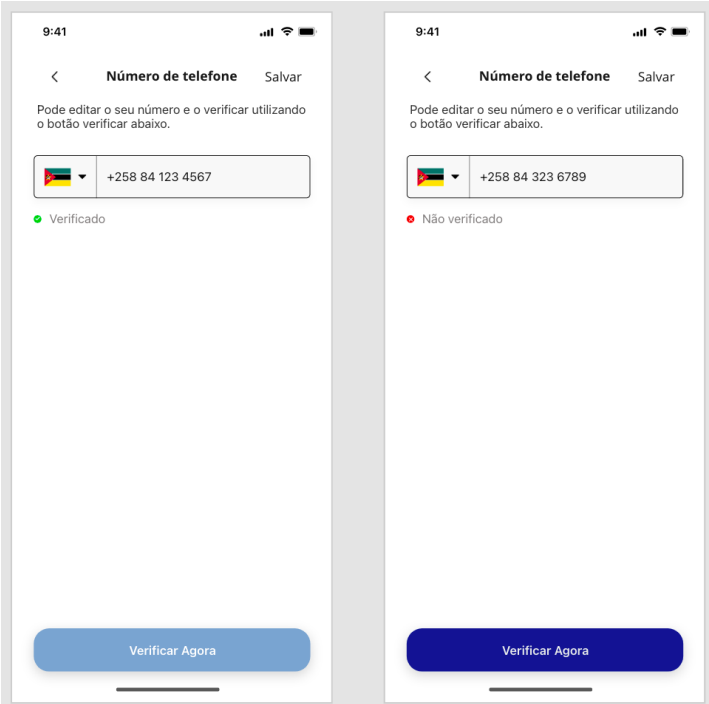 9:41
Número de telefone Salvar
Pode editar o seu número e o verificar utilizando
o botão verificar abaixo.
+258 84 123 4567
Verificado
Verificar Agora
9:41
Número de telefone Salvar
Pode editar o seu número e o verificar utilizando
o botão verificar abaixo.
+258 84 323 6789
Não verificado
Verificar Agora